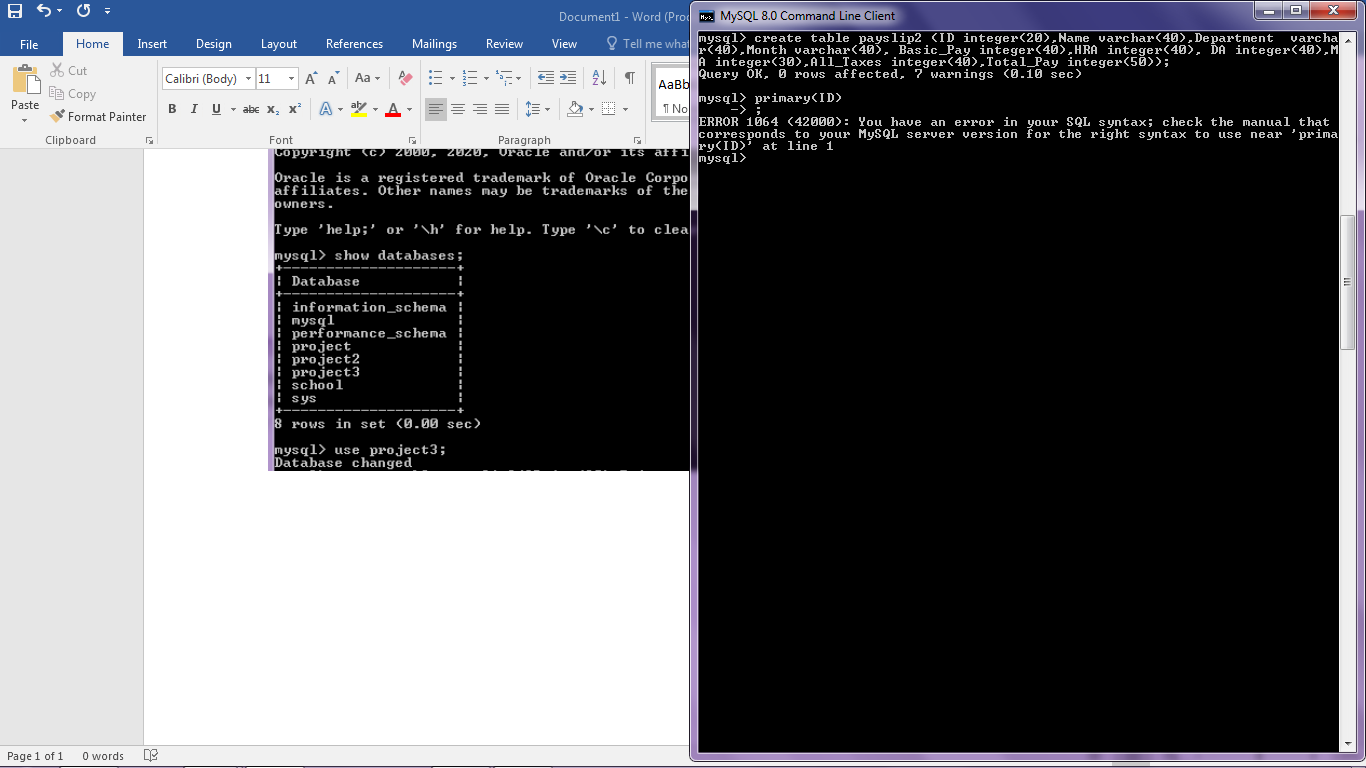 Document1 - Word (Proc
File
Home
Insert
Design
Layout
References
Mailings
Review
View
Tell me what you wa
Paste
Cut
Copy
Format Painter
Clipboard
Calibri (Body)
11
Aa
B I U abc X₂ X²
A
Font
Paragraph
AaBb
¶ No
Copyright (c) 2000, 2020, Oracle and/or its affi
Oracle is a registered trademark of Oracle Corpo
affiliates. Other names may be trademarks of the
owners.
Type 'help;' or '\h' for help. Type '\c' to clea
mysql> show databases;
+--------------------+
| Database           |
+--------------------+
| information_schema |
| mysql              |
| performance_schema |
| project            |
| project2           |
| project3           |
| school             |
| sys                |
+--------------------+
8 rows in set (0.00 sec)
mysql> use project3;
Database changed
Page 1 of 1
0 words
MySQL 8.0 Command Line Client
mysql> create table payslip2 (ID integer(20),Name varchar(40),Department  varcha
r(40),Month varchar(40), Basic_Pay integer(40),HRA integer(40), DA integer(40),M
A integer(30),All_Taxes integer(40),Total_Pay integer(50));
Query OK, 0 rows affected, 7 warnings (0.10 sec)
mysql> primary(ID)
    -> ;
ERROR 1064 (42000): You have an error in your SQL syntax; check the manual that
corresponds to your MySQL server version for the right syntax to use near 'prima
ry(ID)' at line 1
mysql>